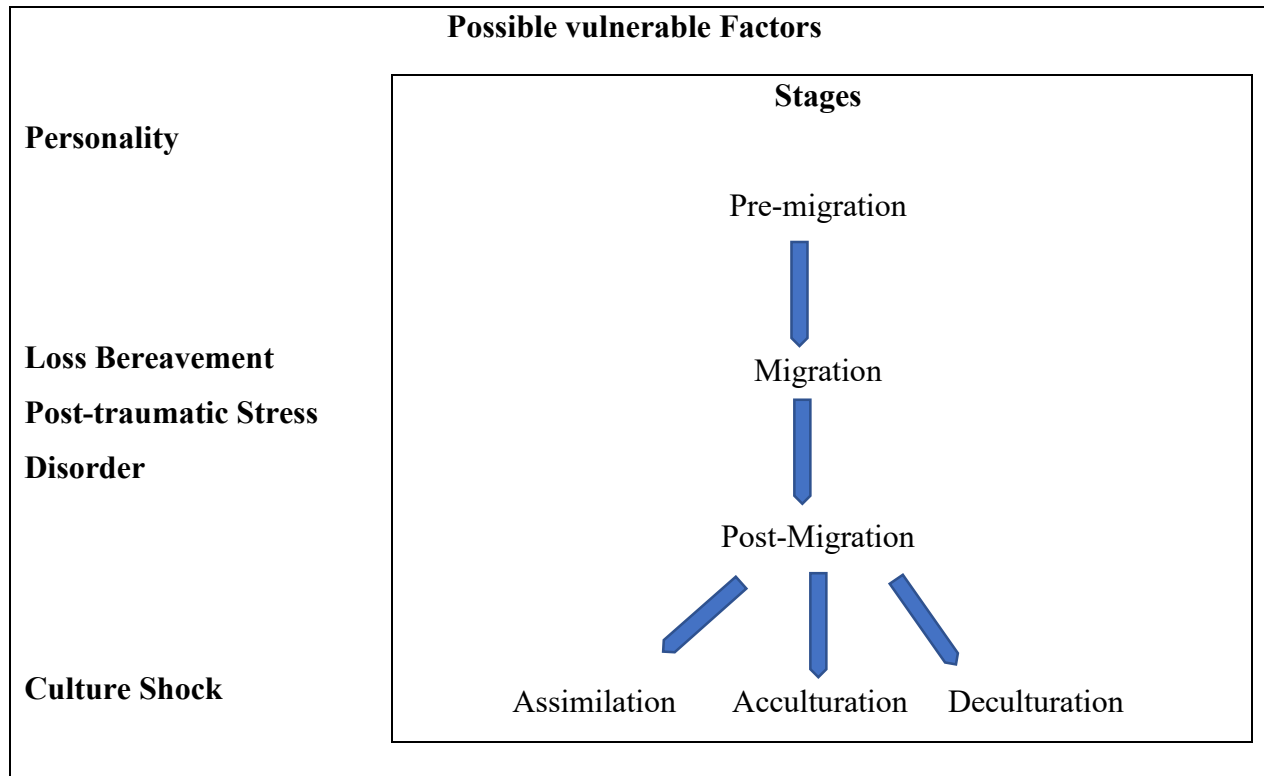 Possible vulnerable Factors
Stages
Personality
Pre-migration
Loss Bereavement
Migration
Post-traumatic Stress
Disorder
Post-Migration
Culture Shock
Assimilation
Acculturation
Deculturation